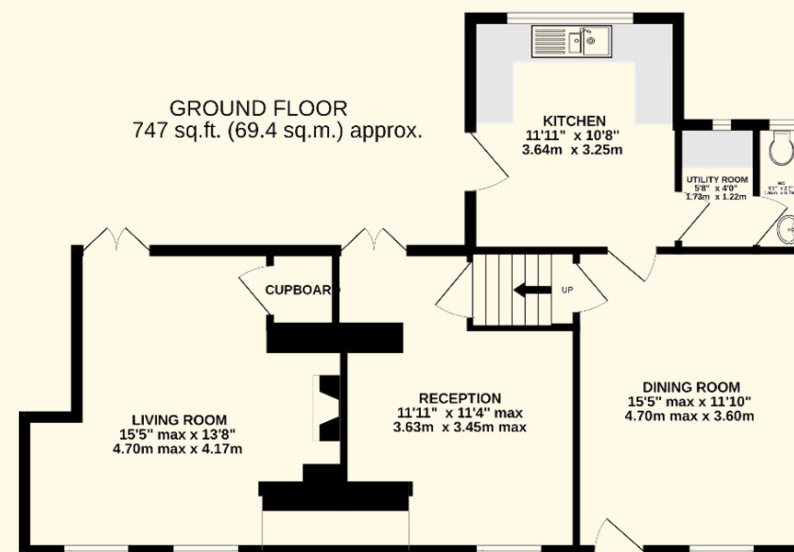 GROUND FLOOR
747 sq.ft. (69.4 sq.m.) approx.
KITCHEN
11'11" x 10'8"
3.64m x 3.25m
UTILITY ROOM
5'8" x 4'0"
1.73m x 1.22m
WC
CUPBOARD
UP
LIVING ROOM
15'5" max x 13'8"
4.70m max x 4.17m
RECEPTION
11'11" x 11'4" max
3.63m x 3.45m max
DINING ROOM
15'5" max x 11'10"
4.70m max x 3.60m